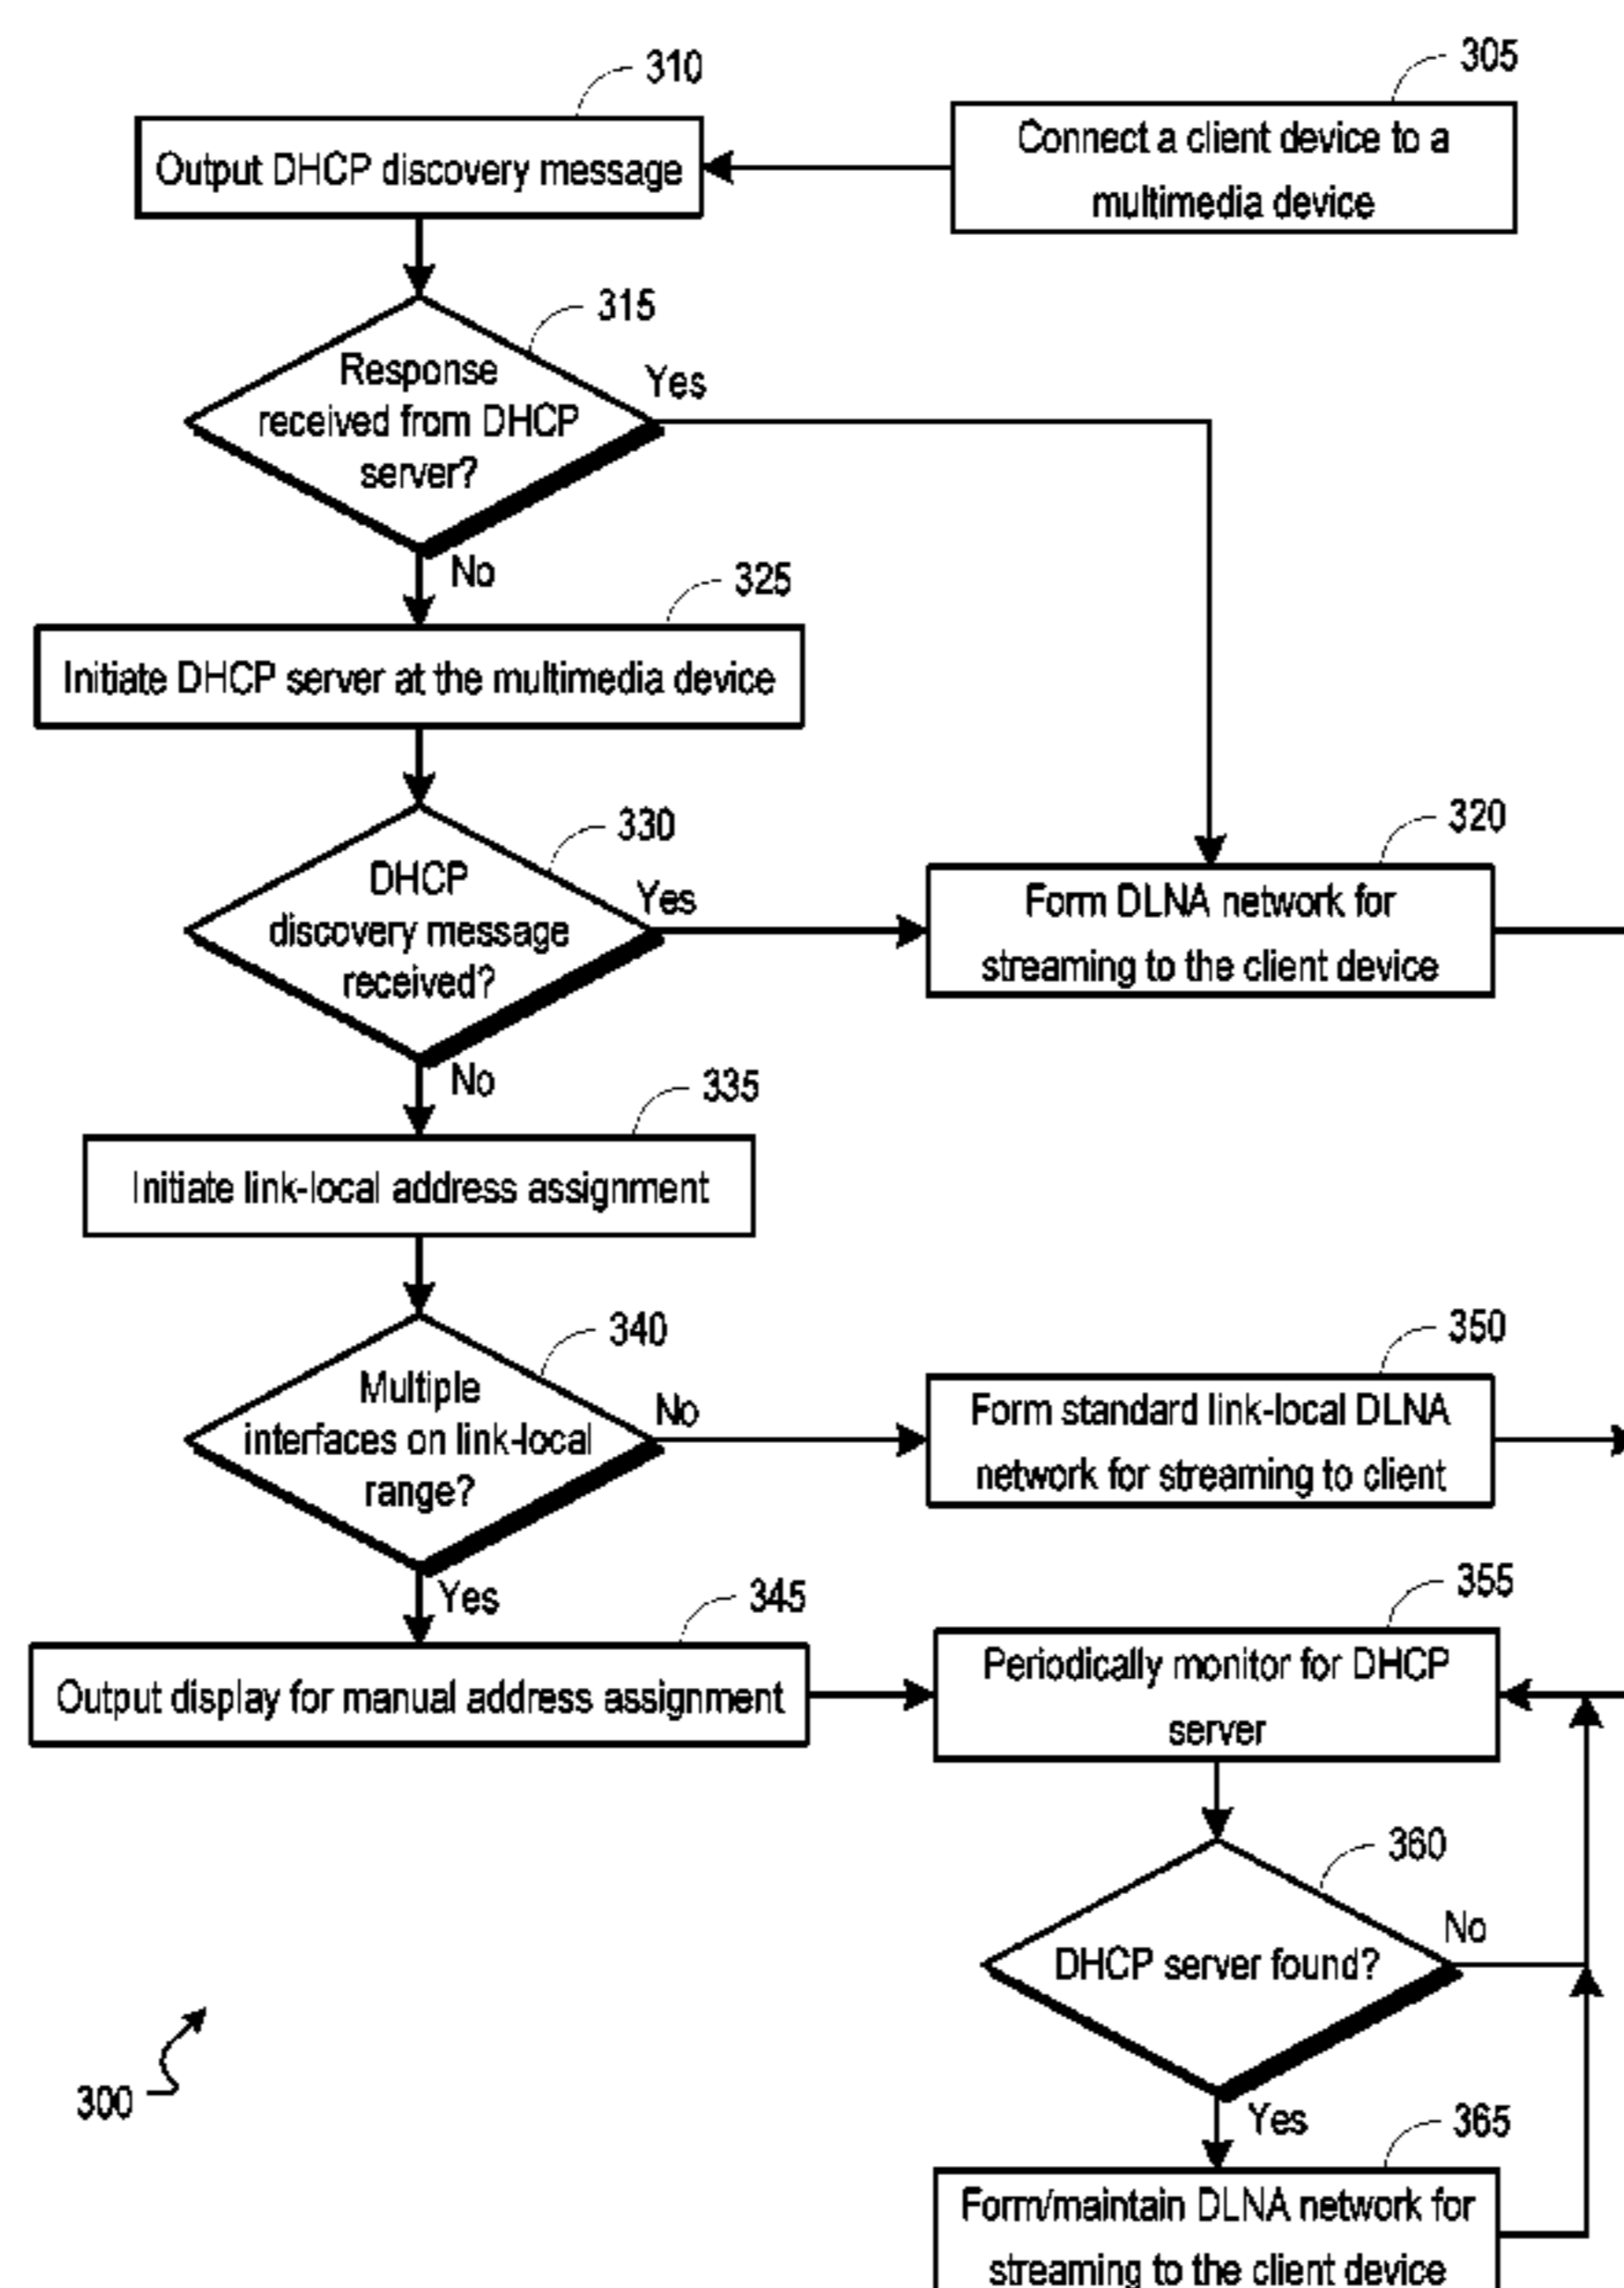 305
Connect a client device to a
multimedia device
310
Output DHCP discovery message
315
Response
received from DHCP
server?
Yes
No
325
Initiate DHCP server at the multimedia device
330
DHCP
discovery message
received?
Yes
No
320
Form DLNA network for
streaming to the client device
335
Initiate link-local address assignment
340
Multiple
interfaces on link-local
range?
No
Yes
350
Form standard link-local DLNA
network for streaming to client
345
Output display for manual address assignment
355
Periodically monitor for DHCP
server
360
DHCP server found?
No
Yes
365
Form/maintain DLNA network for
streaming to the client device
300